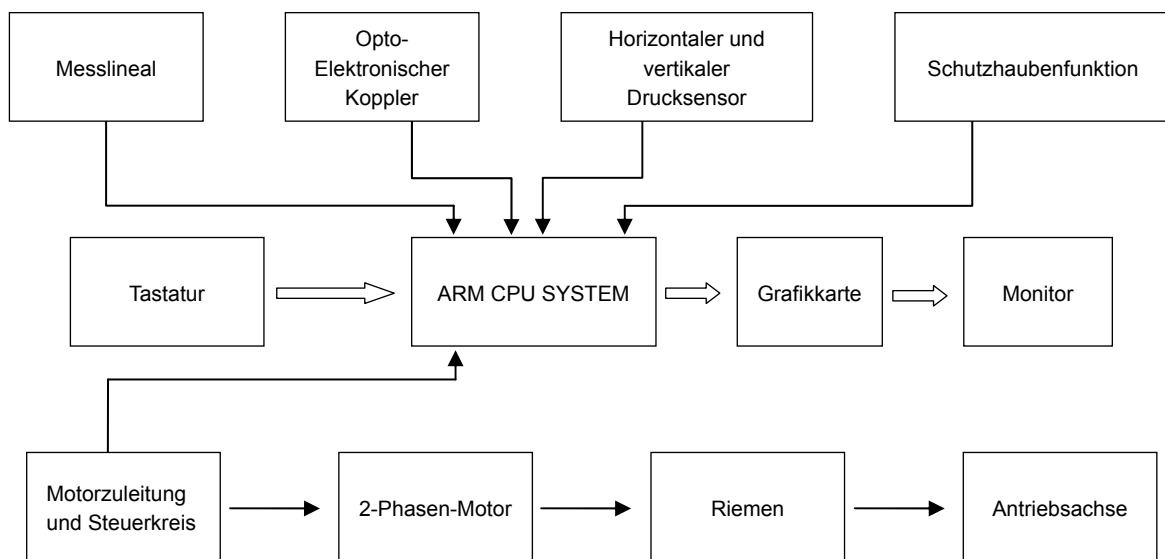 Messlineal
Opto-
Elektronischer
Koppler
Horizontaler und
vertikaler
Drucksensor
Schutzhaubenfunktion
Tastatur
ARM CPU SYSTEM
Grafikkarte
Monitor
Motorzuleitung
und Steuerkreis
2-Phasen-Motor
Riemen
Antriebsachse